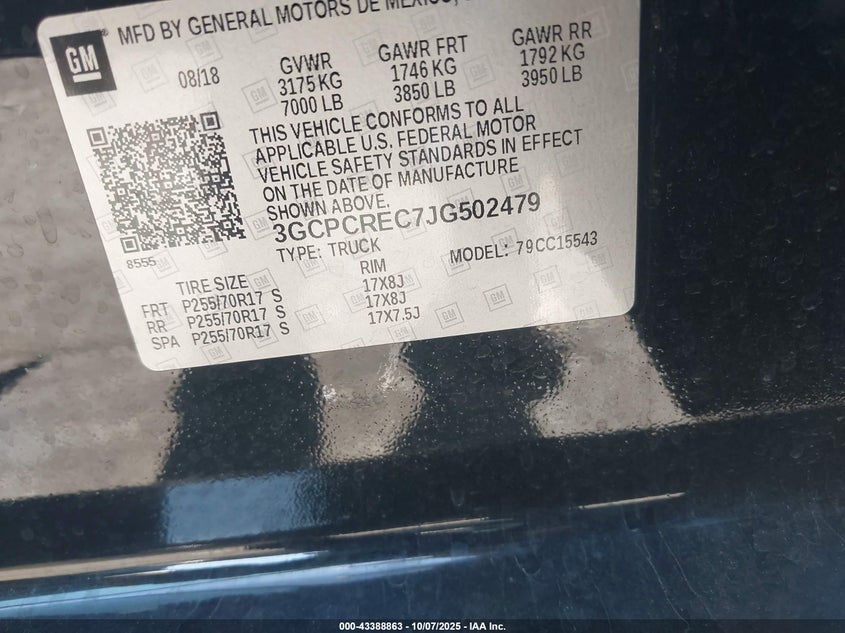 GM
MFD BY GENERAL MOTORS DE MEXICO,
08/18
GVWR
3175 KG
7000 LB
GAWR FRT
1746 KG
3850 LB
GAWR RR
1792 KG
3950 LB
THIS VEHICLE CONFORMS TO ALL
APPLICABLE U.S. FEDERAL MOTOR
VEHICLE SAFETY STANDARDS IN EFFECT
ON THE DATE OF MANUFACTURE
SHOWN ABOVE.
3GCPCREC7JG502479
8555
TYPE: TRUCK
MODEL: 79CC15543
TIRE SIZE RIM
FRT P255/70R17 S 17X8J
RR P255/70R17 S 17X8J
SPA P255/70R17 S 17X7.5J
000-43388863 - 10/07/2025 - IAA Inc.